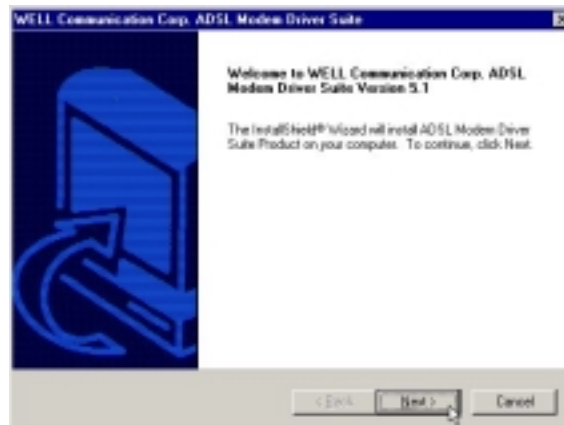 WELL Communication Corp. ADSL Modem Driver Suite
Welcome to WELL Communication Corp. ADSL
Modem Driver Suite Version 5.1
The InstallShield® Wizard will install ADSL Modem Driver
Suite Product on your computer. To continue, click Next.
< Back
Next >
Cancel